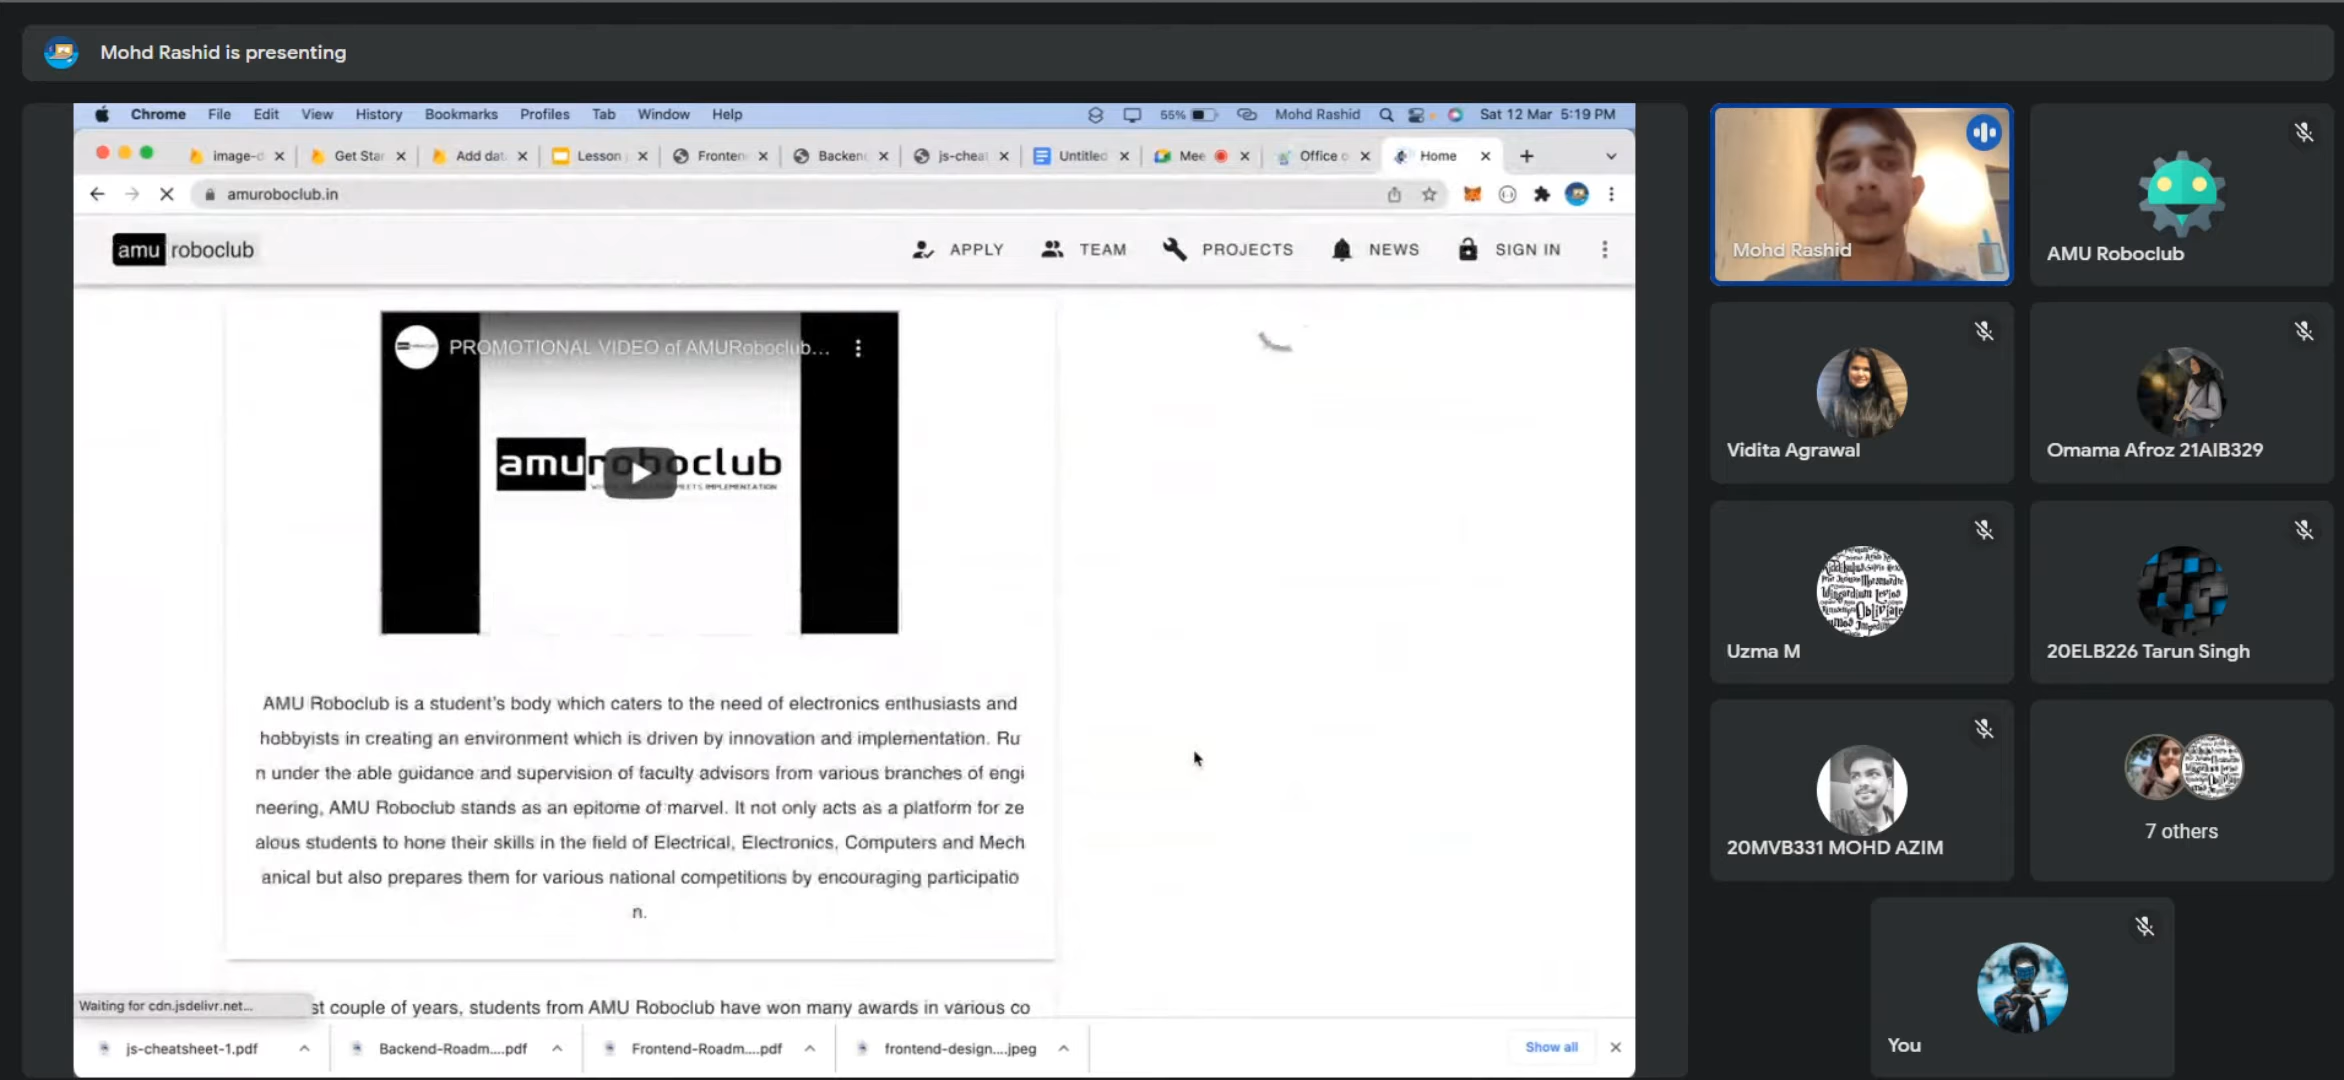 Mohd Rashid is presenting
Chrome File Edit View History Bookmarks Profiles Tab Window Help 55% Mohd Rashid Sat 12 Mar 5:19 PM
image-d Get Star Add dat Lesson Fronten Backen js-cheat Untitled Mee Office o Home
amuroboclub.in
amu roboclub APPLY TEAM PROJECTS NEWS SIGN IN
PROMOTIONAL VIDEO of AMURoboclub...
amuroboclub
MEETS IMPLEMENTATION
AMU Roboclub is a student's body which caters to the need of electronics enthusiasts and
hobbyists in creating an environment which is driven by innovation and implementation. Ru
n under the able guidance and supervision of faculty advisors from various branches of engi
neering, AMU Roboclub stands as an epitome of marvel. It not only acts as a platform for ze
alous students to hone their skills in the field of Electrical, Electronics, Computers and Mech
anical but also prepares them for various national competitions by encouraging participatio
n.
Waiting for cdn.jsdelivr.net...
st couple of years, students from AMU Roboclub have won many awards in various co
js-cheatsheet-1.pdf Backend-Roadm....pdf Frontend-Roadm....pdf frontend-design....jpeg Show all
Mohd Rashid
AMU Roboclub
Vidita Agrawal
Omama Afroz 21AIB329
Uzma M
20ELB226 Tarun Singh
20MVB331 MOHD AZIM
7 others
You